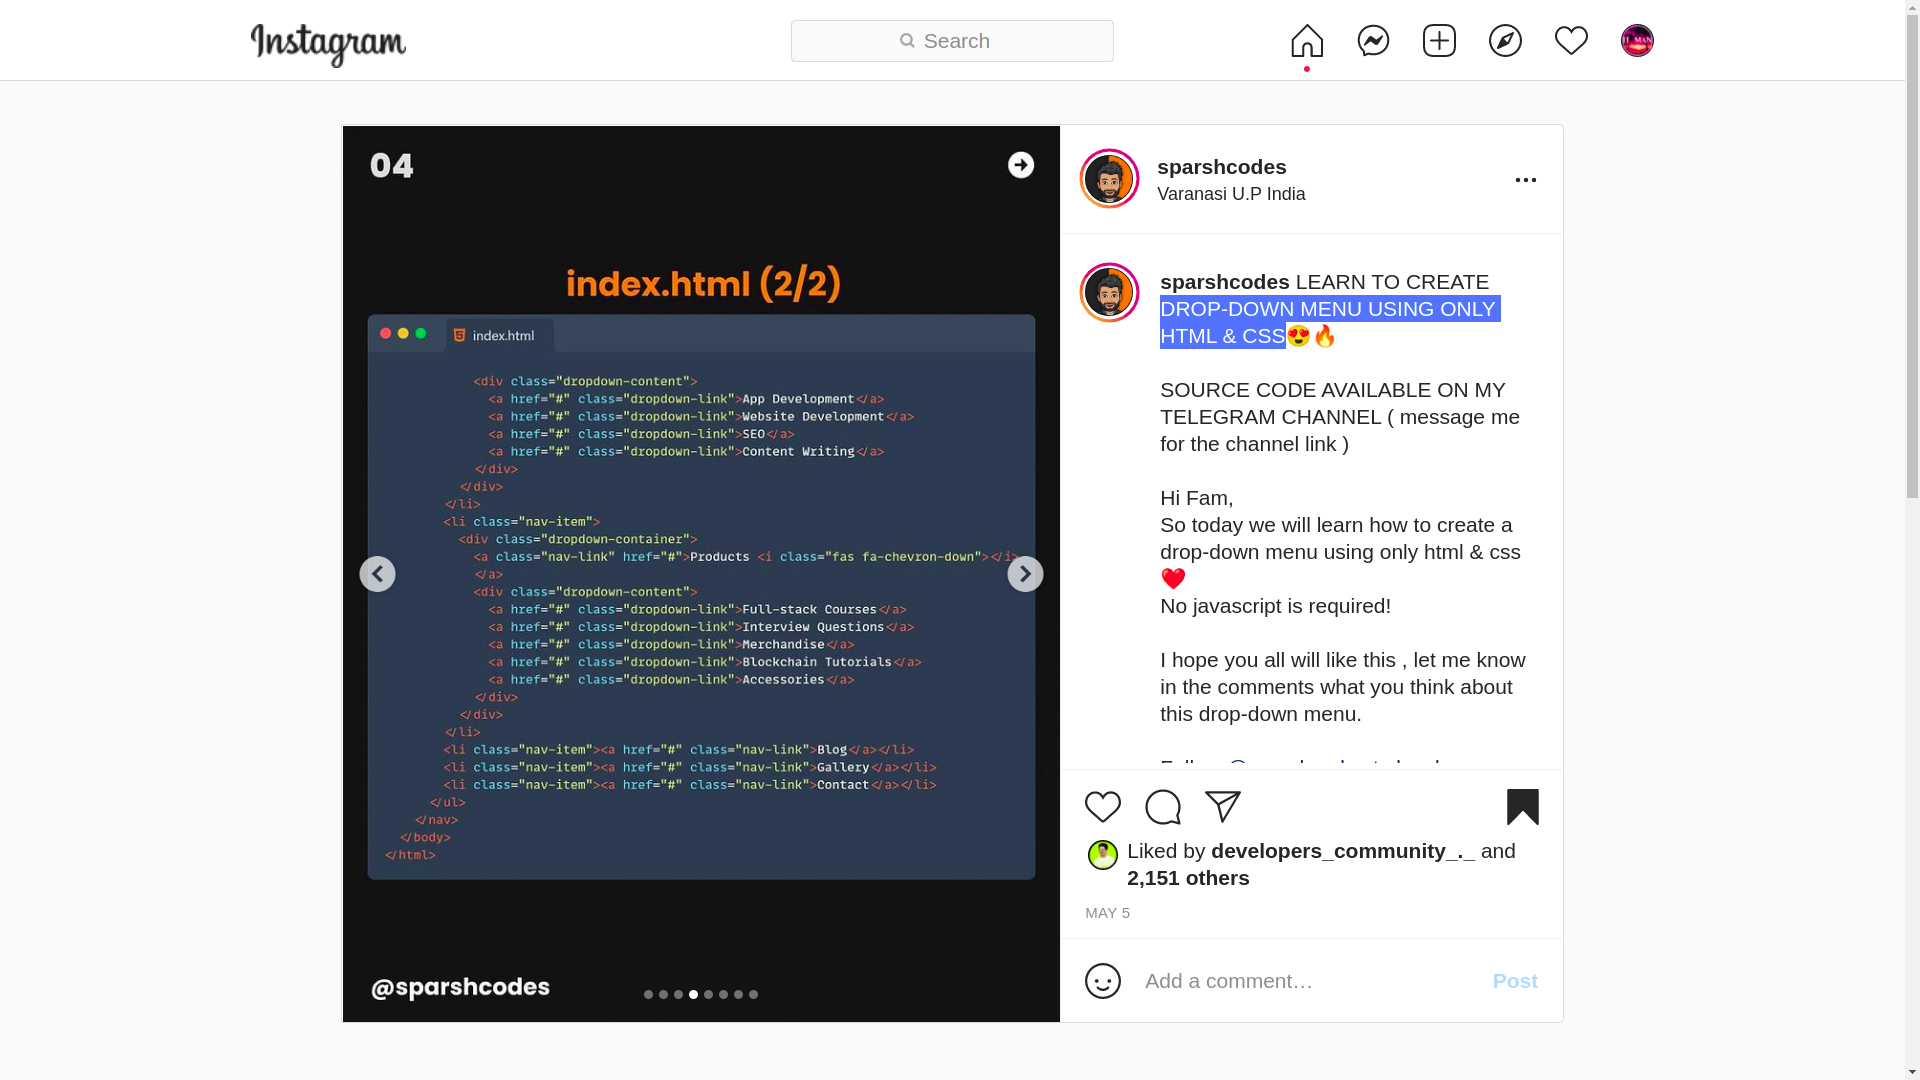 Instagram
Search
IT MAN
04
index.html (2/2)
index.html
<div class="dropdown-content">
<a href="#" class="dropdown-link">App Development</a>
<a href="#" class="dropdown-link">Website Development</a>
<a href="#" class="dropdown-link">SEO</a>
<a href="#" class="dropdown-link">Content Writing</a>
</div>
</div>
</li>
<li class="nav-item">
<div class="dropdown-container">
<a class="nav-link" href="#">Products <i class="fas fa-chevron-down"></i>
</a>
<div class="dropdown-content">
<a href="#" class="dropdown-link">Full-stack Courses</a>
<a href="#" class="dropdown-link">Interview Questions</a>
<a href="#" class="dropdown-link">Merchandise</a>
<a href="#" class="dropdown-link">Blockchain Tutorials</a>
<a href="#" class="dropdown-link">Accessories</a>
</div>
</div>
</li>
<li class="nav-item"><a href="#" class="nav-link">Blog</a></li>
<li class="nav-item"><a href="#" class="nav-link">Gallery</a></li>
<li class="nav-item"><a href="#" class="nav-link">Contact</a></li>
</ul>
</nav>
</body>
</html>
@sparshcodes
sparshcodes
Varanasi U.P India
sparshcodes LEARN TO CREATE
DROP-DOWN MENU USING ONLY
HTML & CSS😍🔥
SOURCE CODE AVAILABLE ON MY
TELEGRAM CHANNEL ( message me
for the channel link )
Hi Fam,
So today we will learn how to create a
drop-down menu using only html & css
❤️
No javascript is required!
I hope you all will like this , let me know
in the comments what you think about
this drop-down menu.
Liked by developers_community_._ and
2,151 others
MAY 5
Add a comment…
Post